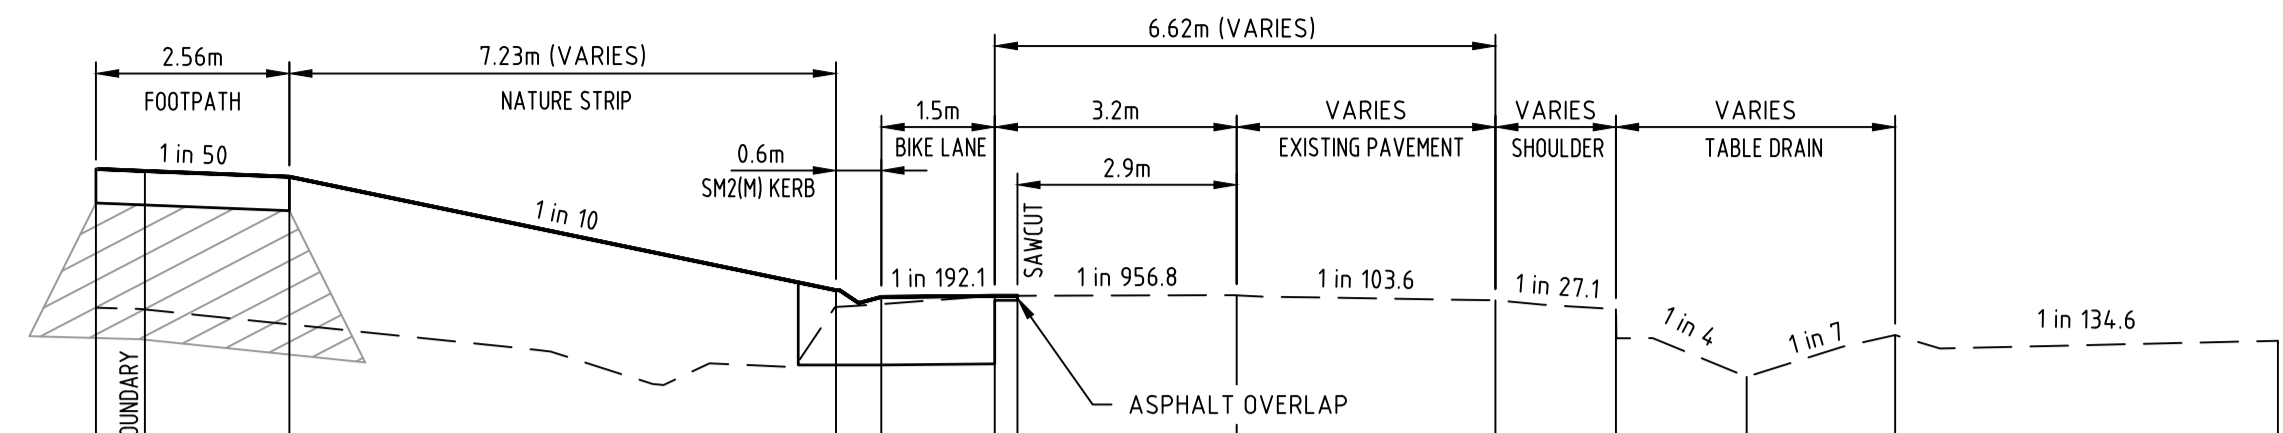 6.62m (VARIES)
2.56m
7.23m (VARIES)
FOOTPATH
NATURE STRIP
1.5m
3.2m
VARIES
VARIES
VARIES
BIKE LANE
EXISTING PAVEMENT
SHOULDER
TABLE DRAIN
1 in 50
0.6m
SM2(M) KERB
2.9m
1 in 10
SAWCUT
1 in 192.1
1 in 956.8
1 in 103.6
1 in 27.1
1 in 4
1 in 7
1 in 134.6
OUNDARY
ASPHALT OVERLAP